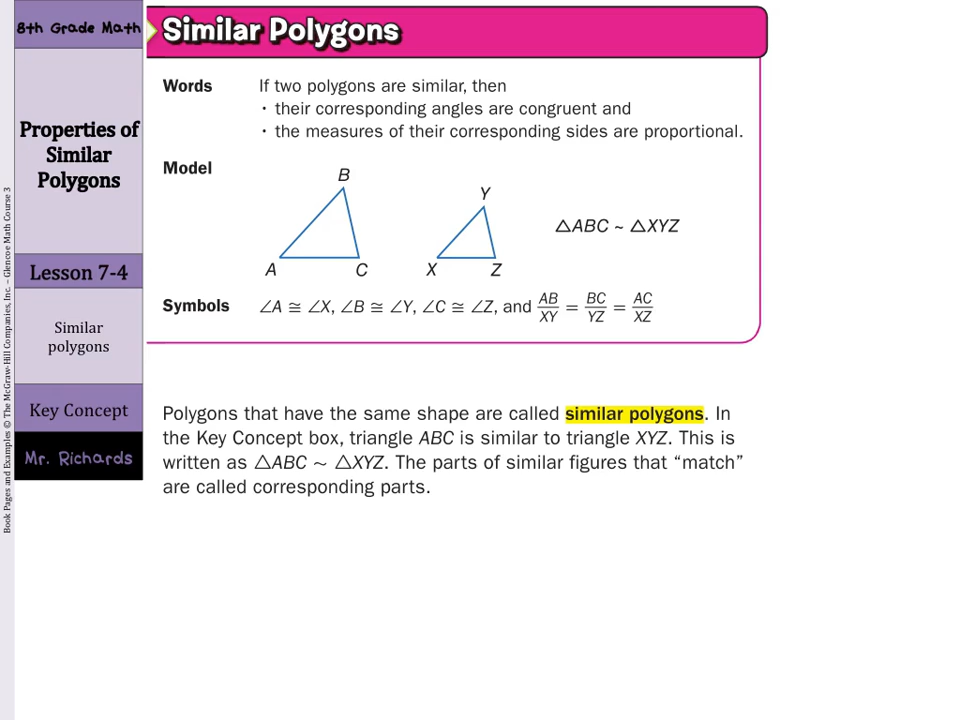 8th Grade Math
Similar Polygons
Properties of
Similar
Polygons
Lesson 7-4
Similar
polygons
Key Concept
Mr. Richards
Book Pages and Examples © The McGraw-Hill Companies, Inc. – Glencoe Math Course 3
Words
If two polygons are similar, then
• their corresponding angles are congruent and
• the measures of their corresponding sides are proportional.
Model
B
A
C
Y
X
Z
△ABC ~ △XYZ
Symbols
∠A ≅ ∠X, ∠B ≅ ∠Y, ∠C ≅ ∠Z, and AB/XY = BC/YZ = AC/XZ
Polygons that have the same shape are called similar polygons. In
the Key Concept box, triangle ABC is similar to triangle XYZ. This is
written as △ABC ~ △XYZ. The parts of similar figures that “match”
are called corresponding parts.